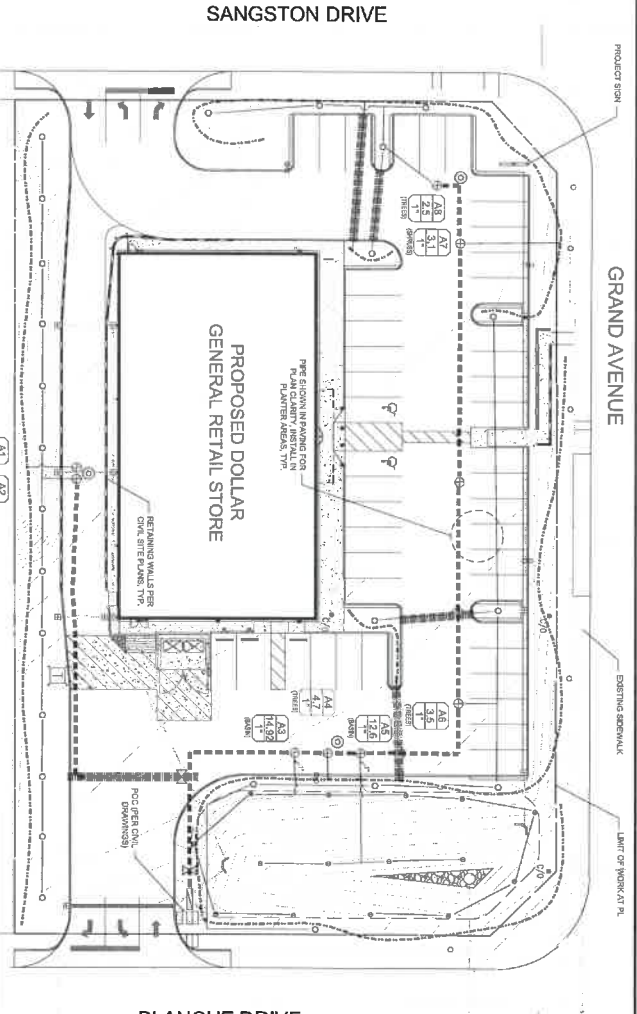 SANGSTON DRIVE
PROJECT SIGN
GRAND AVENUE
A8
2.5
1"
(TREES)
A7
3.1
1"
(SHRUBS)
PIPE SHOWN IN PAVING FOR
PLAN CLARITY, INSTALL IN
PLANTER AREAS, TYP.
PROPOSED DOLLAR
GENERAL RETAIL STORE
RETAINING WALLS PER
CIVIL SITE PLANS, TYP.
A1
A2
C/O
C/O
EXISTING SIDEWALK
A6
3.5
1"
(TREES)
A5
12.6
1"
(BASIN)
A4
4.7
1"
(TREES)
A3
14.92
1"
(BASIN)
LIMIT OF WORK AT PL
POC (PER CIVIL
DRAWINGS)
C/O